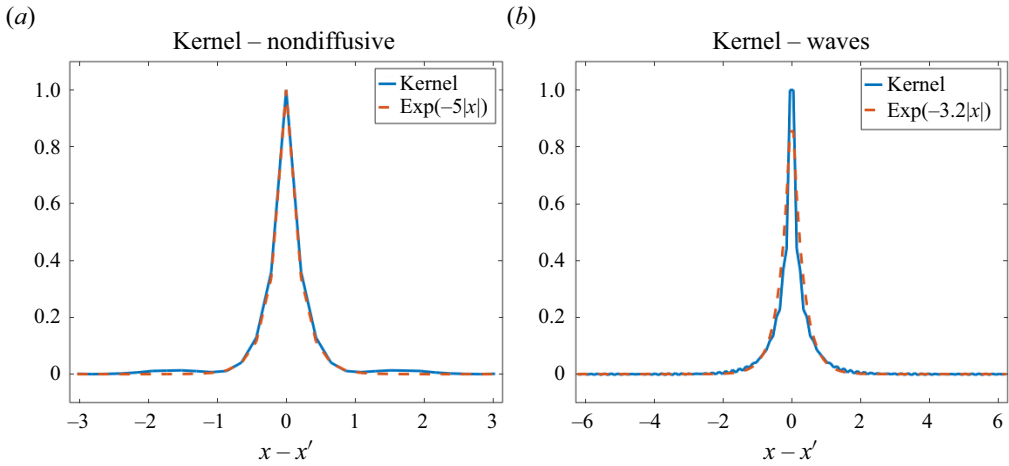 (a)
Kernel – nondiffusive
1.0
0.8
0.6
0.4
0.2
0
–3 –2 –1 0 1 2 3
x – x′
Kernel
Exp(–5|x|)
(b)
Kernel – waves
1.0
0.8
0.6
0.4
0.2
0
–6 –4 –2 0 2 4 6
x – x′
Kernel
Exp(–3.2|x|)